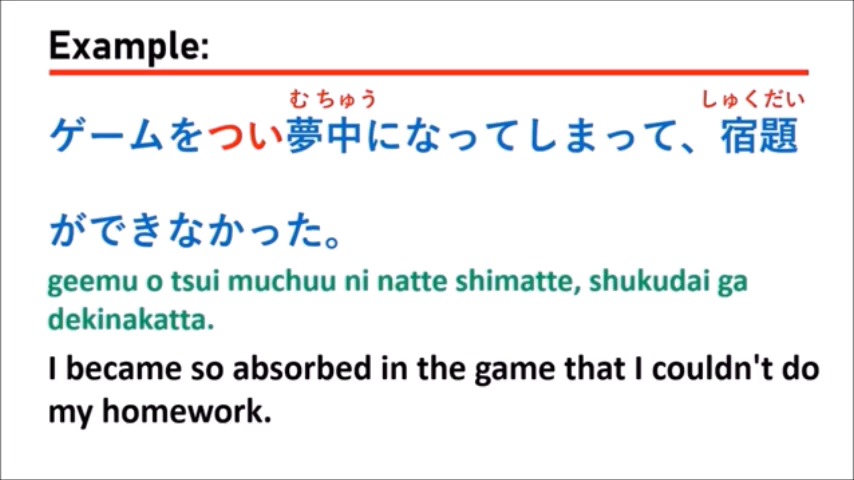 Example:
むちゅう しゅくだい
ゲームをつい夢中になってしまって、宿題
ができなかった。
geemu o tsui muchuu ni natte shimatte, shukudai ga
dekinakatta.
I became so absorbed in the game that I couldn't do
my homework.